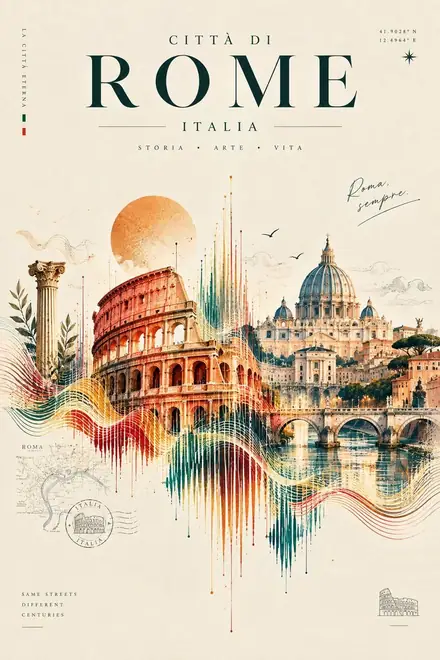 CITTÀ DI
ROME
ITALIA
STORIA • ARTE • VITA
LA CITTÀ ETERNA
41.9028° N
12.4964° E
Roma,
sempre.
ROMA
ITALIA
ITALIA
SAME STREETS
DIFFERENT
CENTURIES